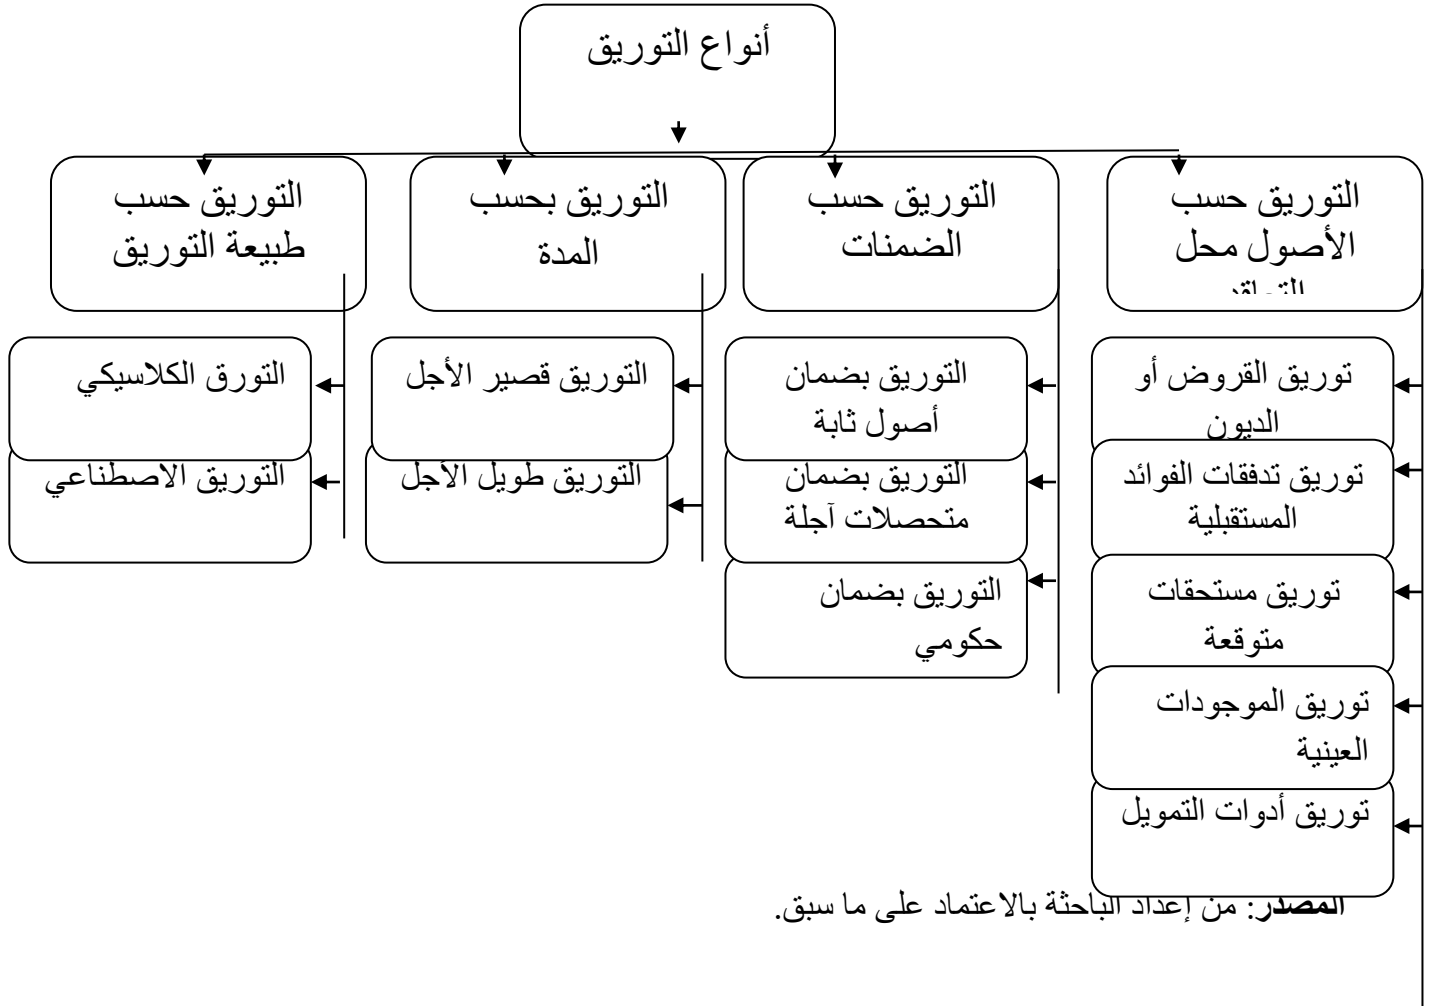 أنواع التوريق
التوريق حسب
الأصول محل
التوريق حسب
الضمنات
التوريق بحسب
المدة
التوريق حسب
طبيعة التوريق
توريق القروض أو
الديون
توريق تدفقات الفوائد
المستقبلية
توريق مستحقات
متوقعة
توريق الموجودات
العينية
توريق أدوات التمويل
التوريق بضمان
أصول ثابة
التوريق بضمان
متحصلات آجلة
التوريق بضمان
حكومي
التوريق قصير الأجل
التوريق طويل الأجل
التورق الكلاسيكي
التوريق الاصطناعي
المصدر: من إعداد الباحثة بالاعتماد على ما سبق.